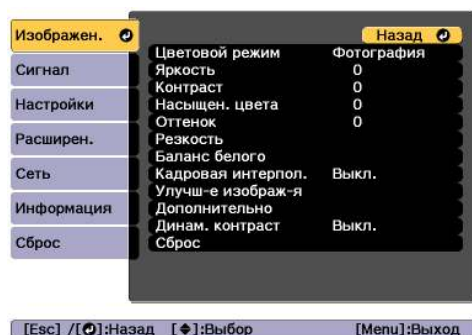 Изображен.
Сигнал
Настройки
Расширен.
Сеть
Информация
Сброс
Назад
Цветовой режим Фотография
Яркость 0
Контраст 0
Насыщен. цвета 0
Оттенок 0
Резкость
Баланс белого
Кадровая интерпол. Выкл.
Улучш-е изображ-я
Дополнительно
Динам. контраст Выкл.
Сброс
[Esc] /[]:Назад []:Выбор [Menu]:Выход